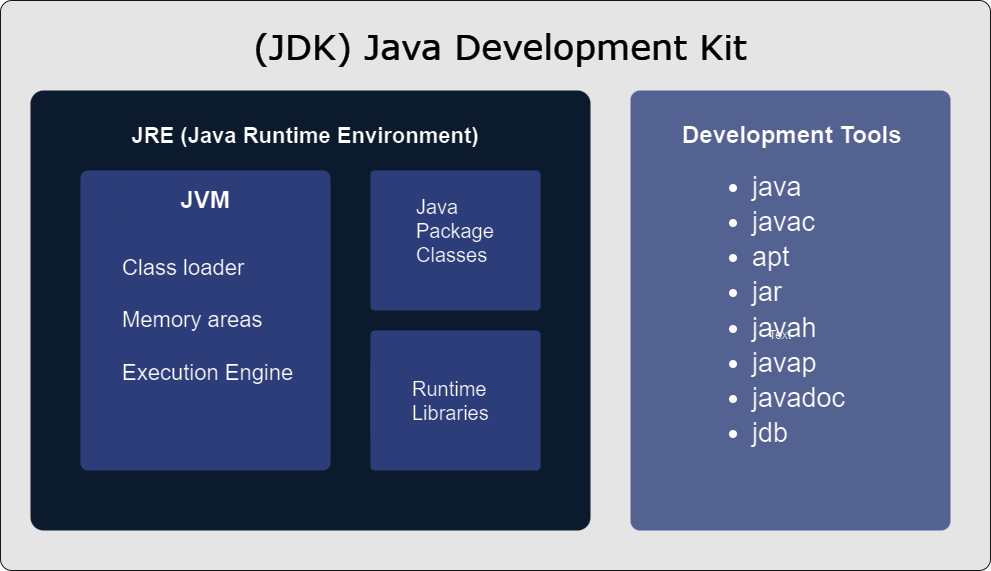 (JDK) Java Development Kit
JRE (Java Runtime Environment)
JVM
Class loader
Memory areas
Execution Engine
Java
Package
Classes
Runtime
Libraries
Development Tools
• java
• javac
• apt
• jar
• javah
Text
• javap
• javadoc
• jdb